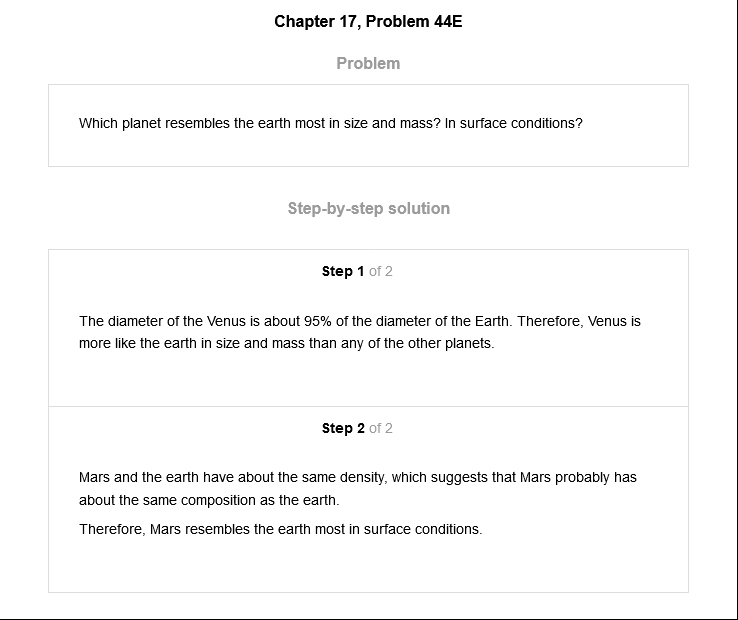 Chapter 17, Problem 44E
Problem
Which planet resembles the earth most in size and mass? In surface conditions?
Step-by-step solution
Step 1 of 2
The diameter of the Venus is about 95% of the diameter of the Earth. Therefore, Venus is
more like the earth in size and mass than any of the other planets.
Step 2 of 2
Mars and the earth have about the same density, which suggests that Mars probably has
about the same composition as the earth.
Therefore, Mars resembles the earth most in surface conditions.